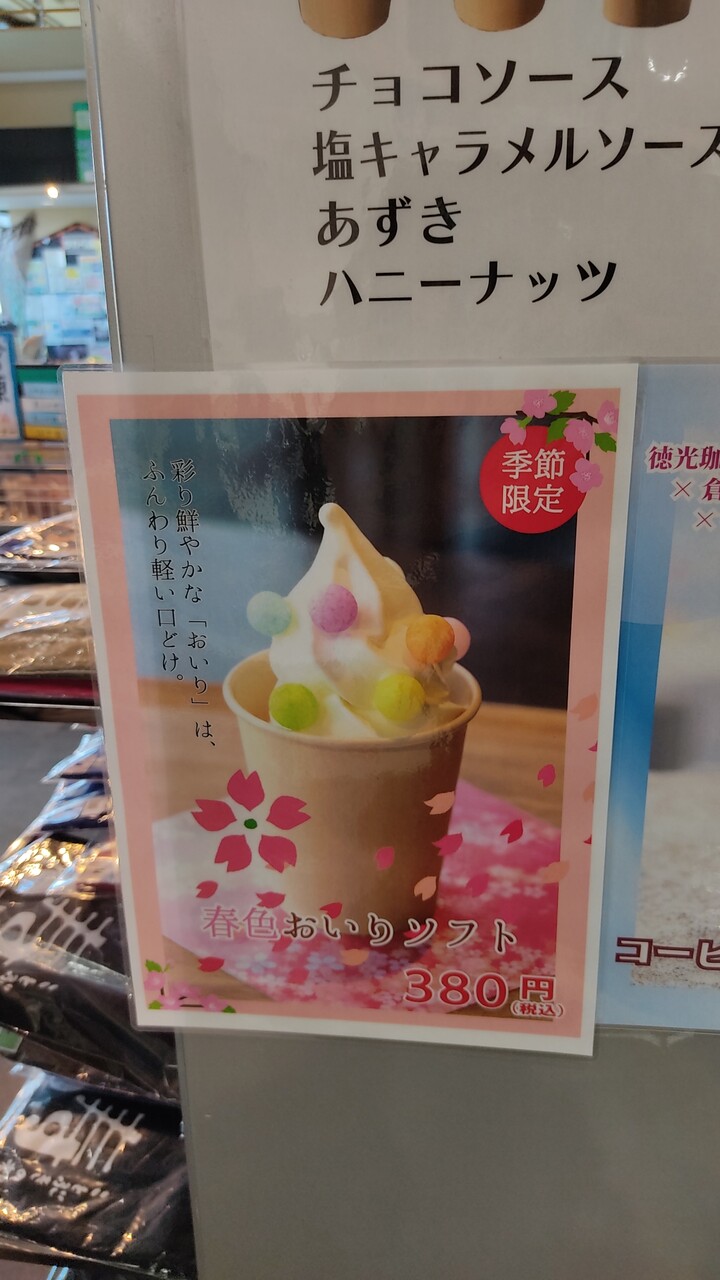 チョコソース
塩キャラメルソース
あずき
ハニーナッツ
季節
限定
彩り鮮やかな「おいり」は、
ふんわり軽い口どけ。
春色おいりソフト
380円
(税込)
徳光珈
× 倉
×
コーヒ